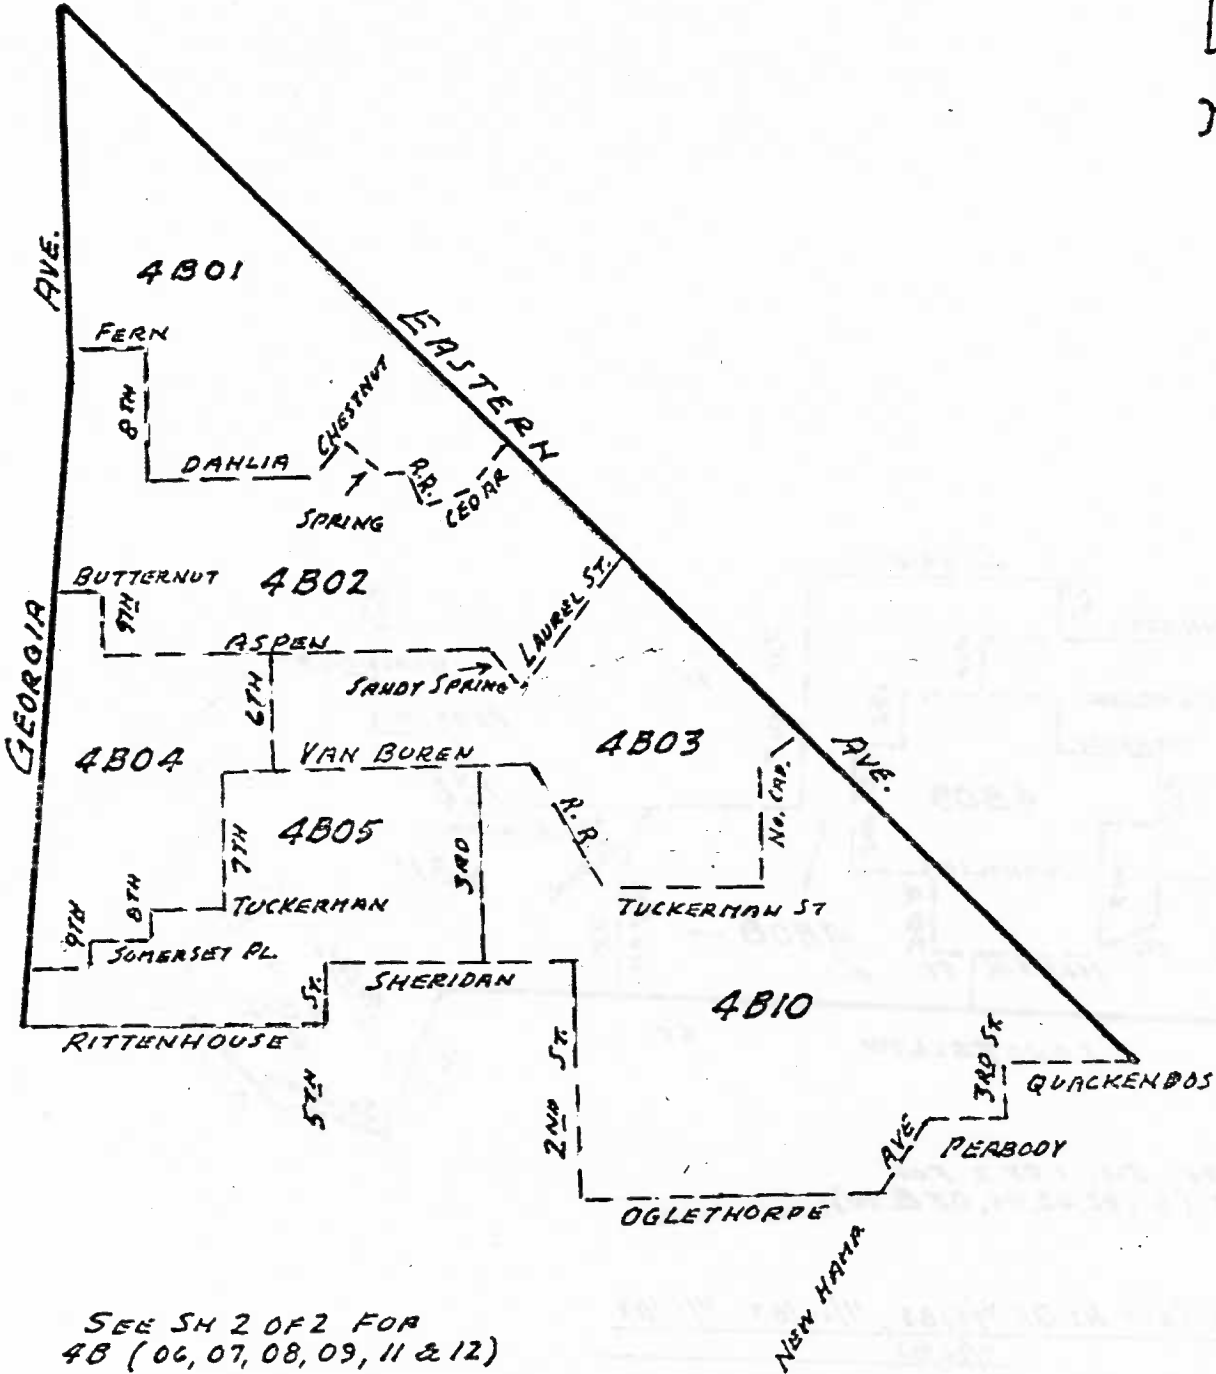 4B01
AVE.
FERN
EASTERN
8TH
CHESTNUT
DAHLIA
R.R.
CEDAR
SPRING
BUTTERNUT
4B02
9TH
LAUREL ST.
ASPEN
SANDY SPRING
GEORGIA
6TH
4B03
4B04
VAN BUREN
AVE.
R.R
NO. CAP.
4B05
7TH
3RD
8TH
TUCKERMAN
TUCKERMAN ST
9TH
SOMERSET PL.
SHERIDAN
ST.
4B10
RITTENHOUSE
5TH
2ND ST.
3RD ST
QUACKENBOS
AVE
PEABODY
OGLETHORPE
NEW HAMP
SEE SH 2 OF 2 FOR
4B (06, 07, 08, 09, 11 & 12)